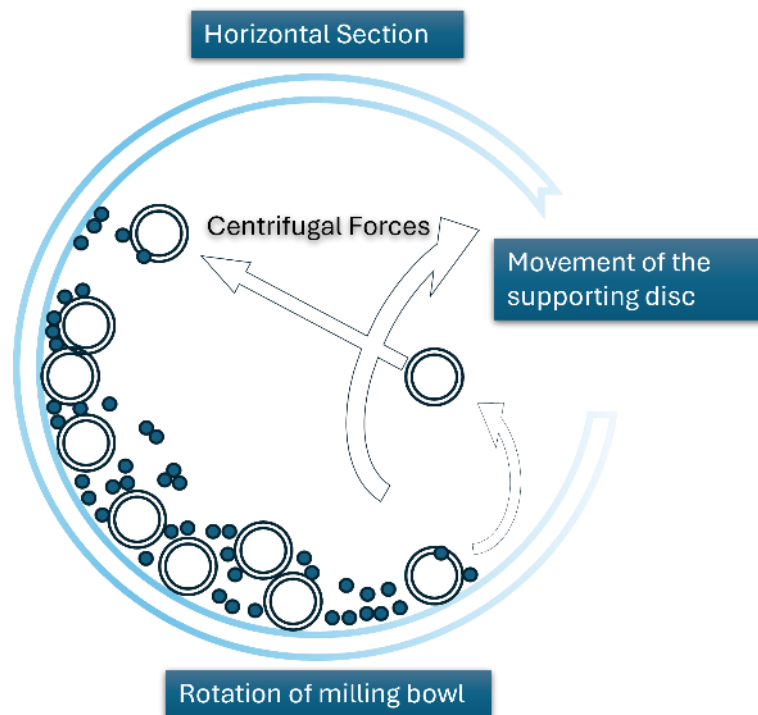 Horizontal Section
Centrifugal Forces
Movement of the
supporting disc
Rotation of milling bowl